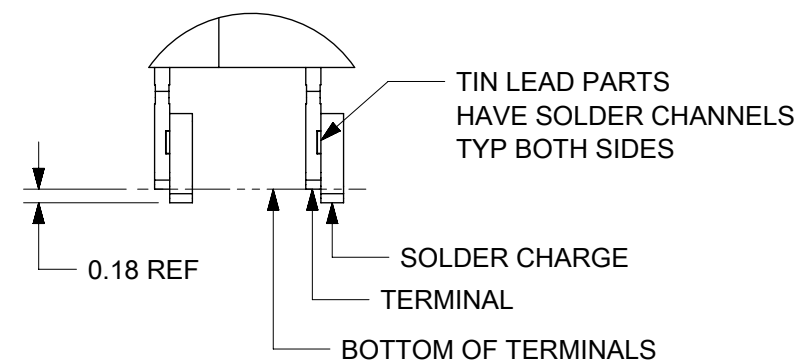 TIN LEAD PARTS
HAVE SOLDER CHANNELS
TYP BOTH SIDES
0.18 REF
SOLDER CHARGE
TERMINAL
BOTTOM OF TERMINALS